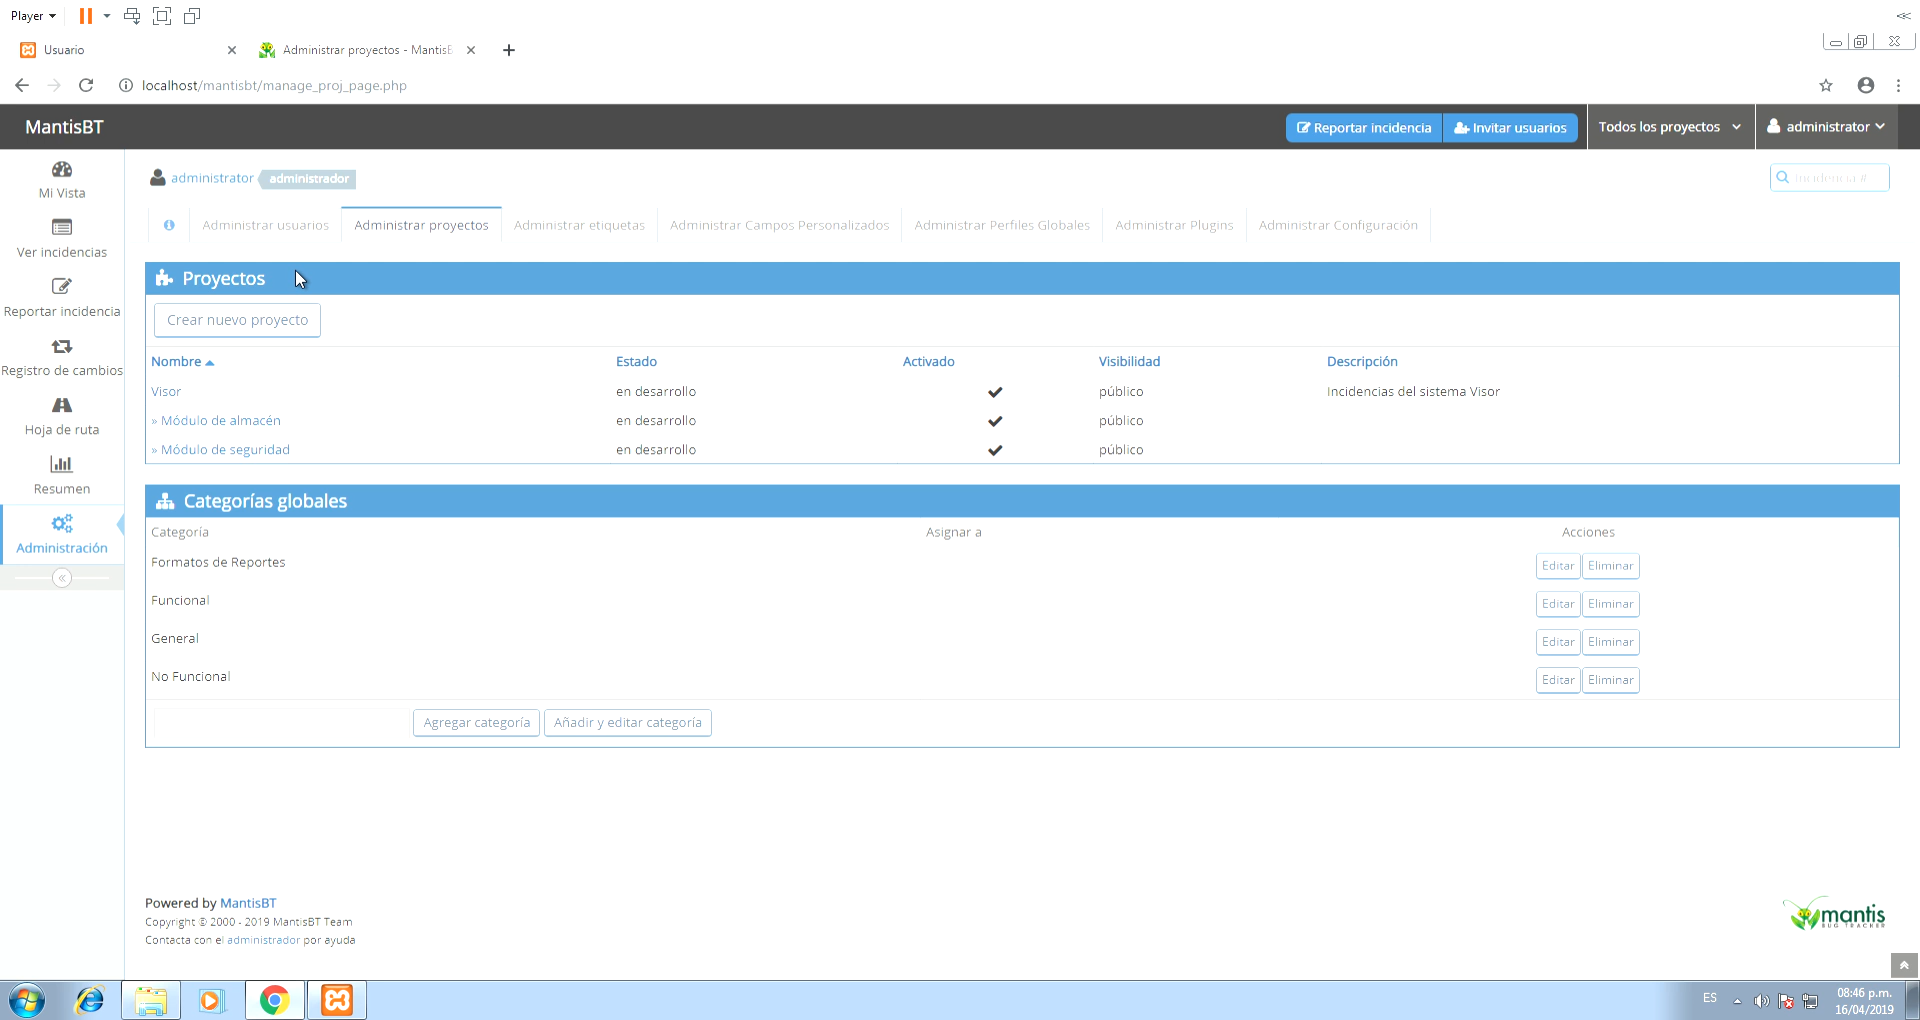 Player
Usuario
Administrar proyectos - MantisB
localhost/mantisbt/manage_proj_page.php
MantisBT
Reportar incidencia
Invitar usuarios
Todos los proyectos
administrator
Mi Vista
Ver incidencias
Reportar incidencia
Registro de cambios
Hoja de ruta
Resumen
Administración
administrator administrador
Incidencia #
Administrar usuarios
Administrar proyectos
Administrar etiquetas
Administrar Campos Personalizados
Administrar Perfiles Globales
Administrar Plugins
Administrar Configuración
Proyectos
Crear nuevo proyecto
Nombre Estado Activado Visibilidad Descripción
Visor en desarrollo público Incidencias del sistema Visor
» Módulo de almacén en desarrollo público
» Módulo de seguridad en desarrollo público
Categorías globales
Categoría Asignar a Acciones
Formatos de Reportes Editar Eliminar
Funcional Editar Eliminar
General Editar Eliminar
No Funcional Editar Eliminar
Agregar categoría Añadir y editar categoría
Powered by MantisBT
Copyright © 2000 - 2019 MantisBT Team
Contacta con el administrador por ayuda
mantis
BUG TRACKER
ES
08:46 p.m.
16/04/2019